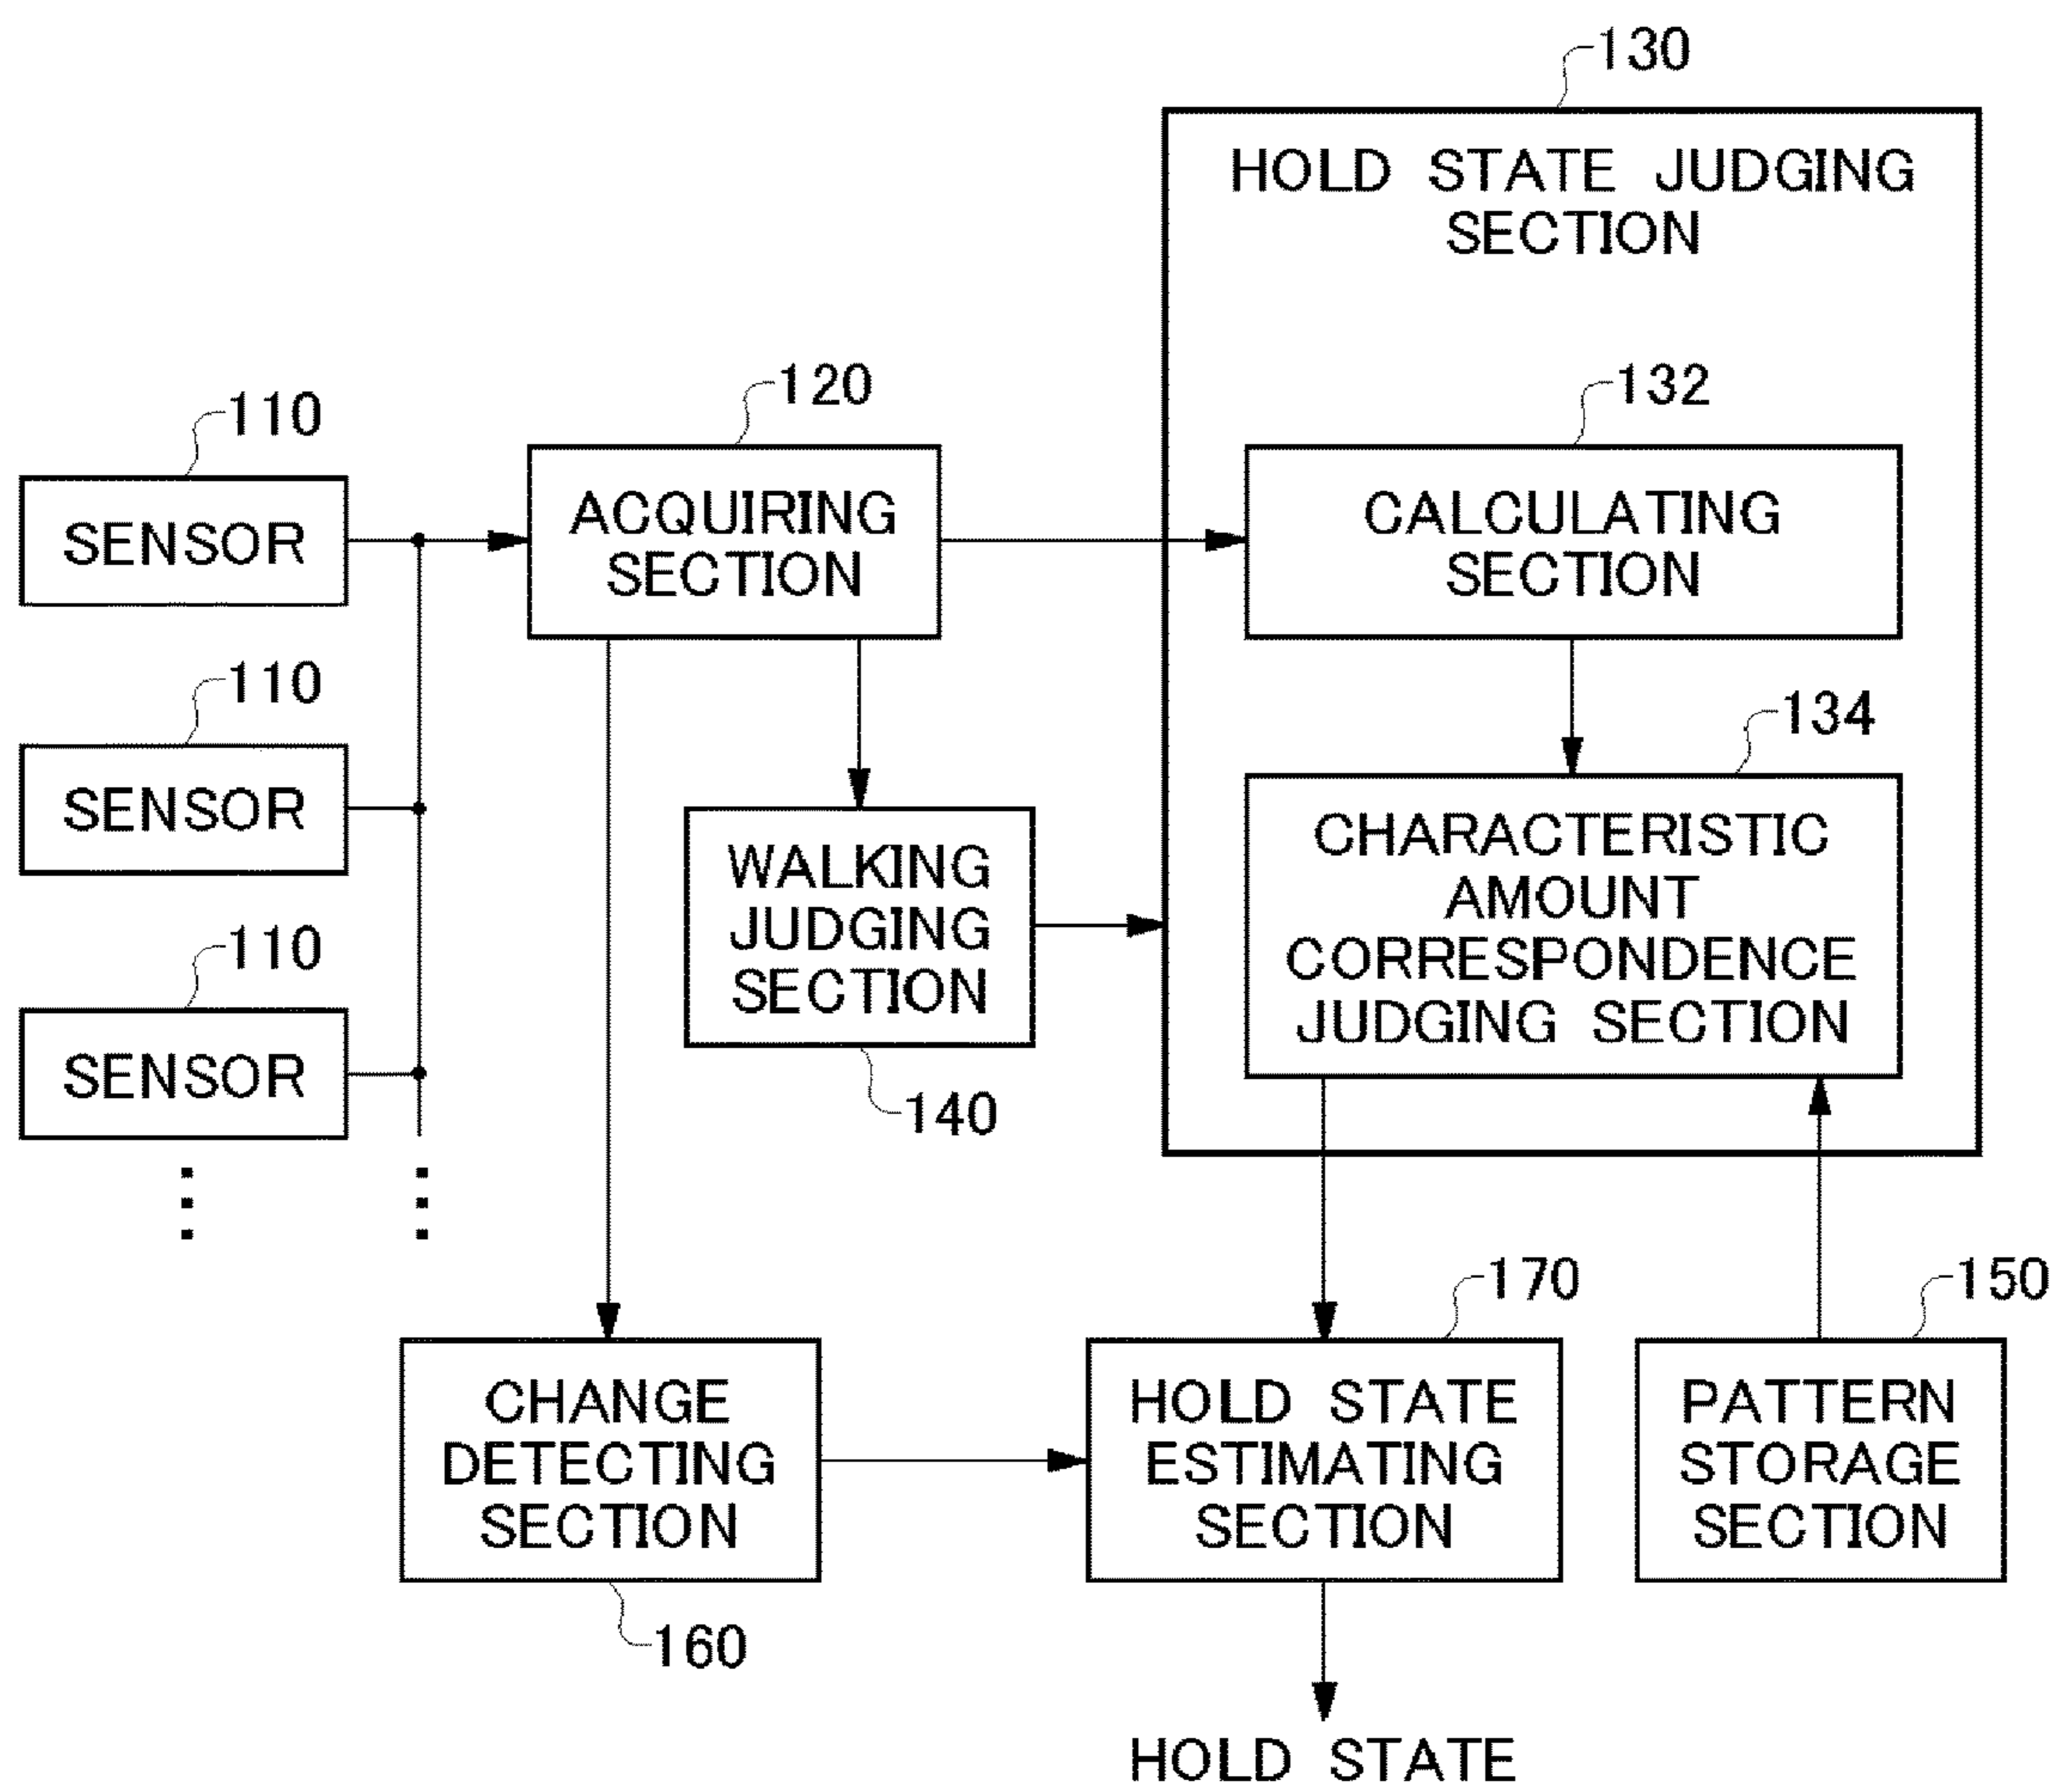 130
HOLD STATE JUDGING
SECTION
110
SENSOR
120
ACQUIRING
SECTION
132
CALCULATING
SECTION
110
SENSOR
134
CHARACTERISTIC
AMOUNT
CORRESPONDENCE
JUDGING SECTION
WALKING
JUDGING
SECTION
140
110
SENSOR
170
HOLD STATE
ESTIMATING
SECTION
150
PATTERN
STORAGE
SECTION
CHANGE
DETECTING
SECTION
160
HOLD STATE